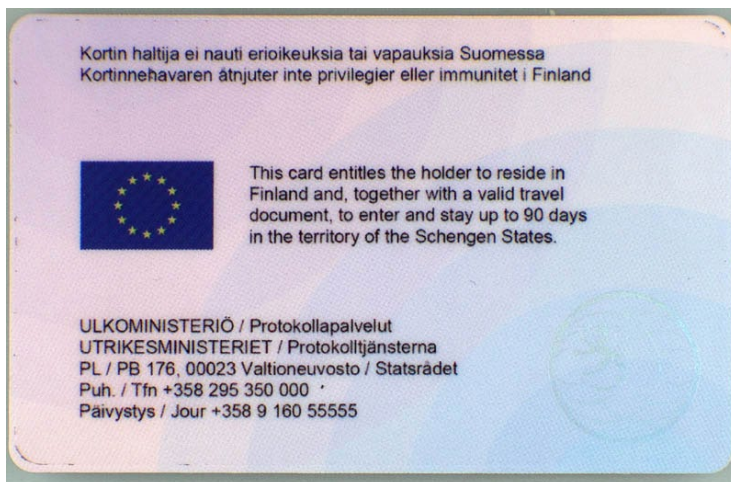 Kortin haltija ei nauti erioikeuksia tai vapauksia Suomessa
Kortinnehavaren åtnjuter inte privilegier eller immunitet i Finland
This card entitles the holder to reside in
Finland and, together with a valid travel
document, to enter and stay up to 90 days
in the territory of the Schengen States.
ULKOMINISTERIÖ / Protokollapalvelut
UTRIKESMINISTERIET / Protokolltjänsterna
PL / PB 176, 00023 Valtioneuvosto / Statsrådet
Puh. / Tfn +358 295 350 000
Päivystys / Jour +358 9 160 55555